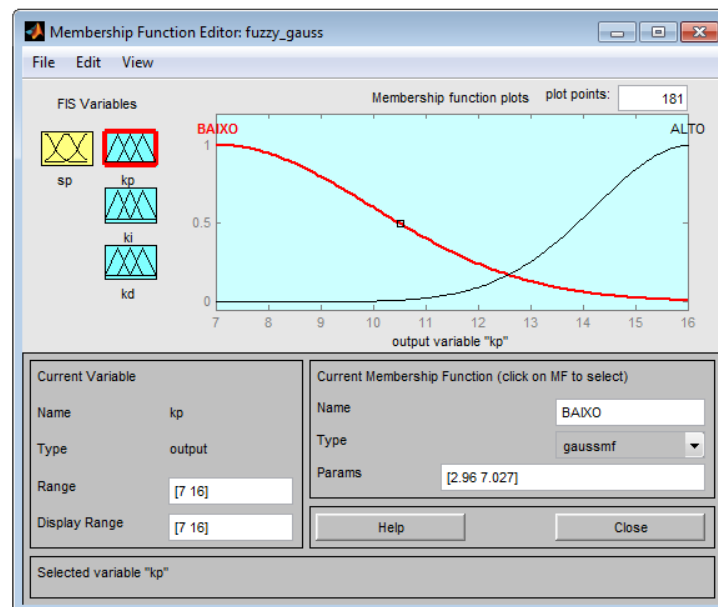 Membership Function Editor: fuzzy_gauss
File Edit View
FIS Variables
Membership function plots plot points: 181
BAIXO
ALTO
sp
kp
ki
kd
1
0.5
0
7 8 9 10 11 12 13 14 15 16
output variable "kp"
Current Variable
Name kp
Type output
Range [7 16]
Display Range [7 16]
Current Membership Function (click on MF to select)
Name BAIXO
Type gaussmf
Params [2.96 7.027]
Help Close
Selected variable "kp"